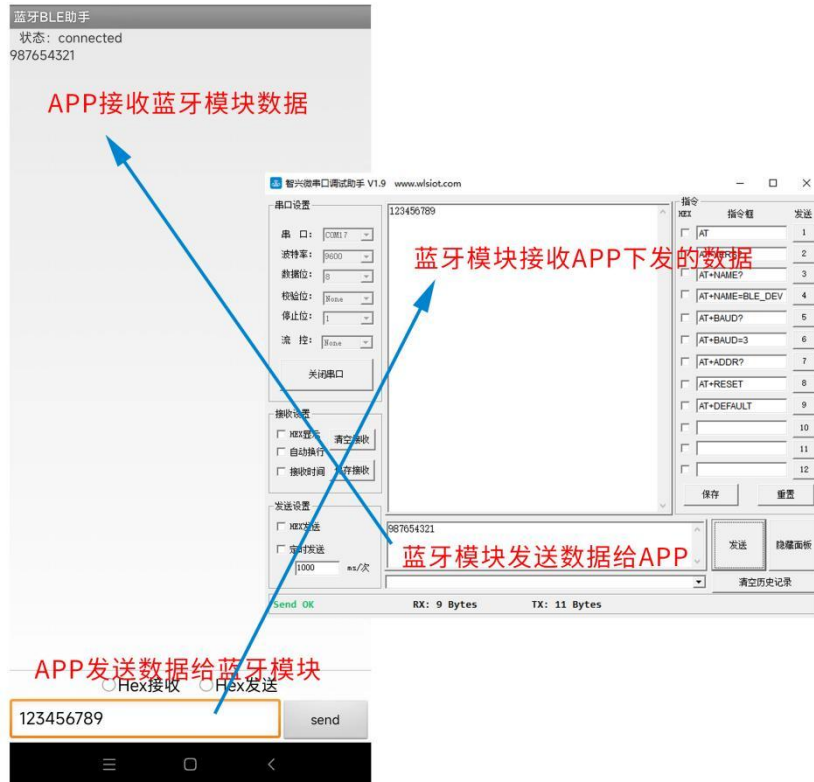 蓝牙BLE助手
状态: connected
987654321
APP接收蓝牙模块数据
智兴微串口调试助手 V1.9 www.wlsiot.com
串口设置
串 口: COM17
波特率: 9600
数据位: 8
校验位: None
停止位: 1
流 控: None
关闭串口
接收设置
HEX显示
清空接收
自动换行
接收时间
保存接收
发送设置
HEX发送
定时发送
1000 ms/次
123456789
蓝牙模块接收APP下发的数据
指令
HEX 指令框 发送
AT 1
2
AT+NAME? 3
AT+NAME=BLE_DEV 4
AT+BAUD? 5
AT+BAUD=3 6
AT+ADDR? 7
AT+RESET 8
AT+DEFAULT 9
10
11
12
保存 重置
987654321
蓝牙模块发送数据给APP
发送 隐藏面板
清空历史记录
Send OK RX: 9 Bytes TX: 11 Bytes
APP发送数据给蓝牙模块
Hex接收 Hex发送
123456789 send